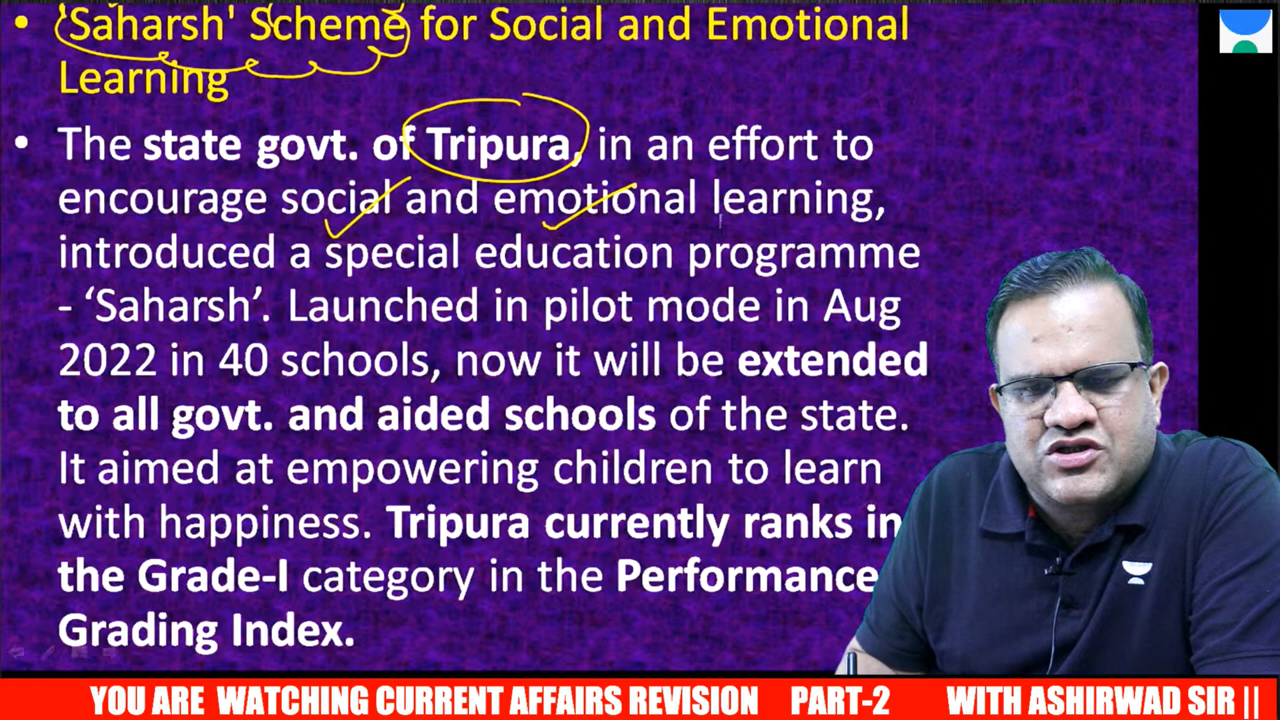 • 'Saharsh' Scheme for Social and Emotional
Learning
• The state govt. of Tripura, in an effort to
encourage social and emotional learning,
introduced a special education programme
- ‘Saharsh’. Launched in pilot mode in Aug
2022 in 40 schools, now it will be extended
to all govt. and aided schools of the state.
It aimed at empowering children to learn
with happiness. Tripura currently ranks in
the Grade-I category in the Performance
Grading Index.
YOU ARE WATCHING CURRENT AFFAIRS REVISION PART-2 WITH ASHIRWAD SIR ||